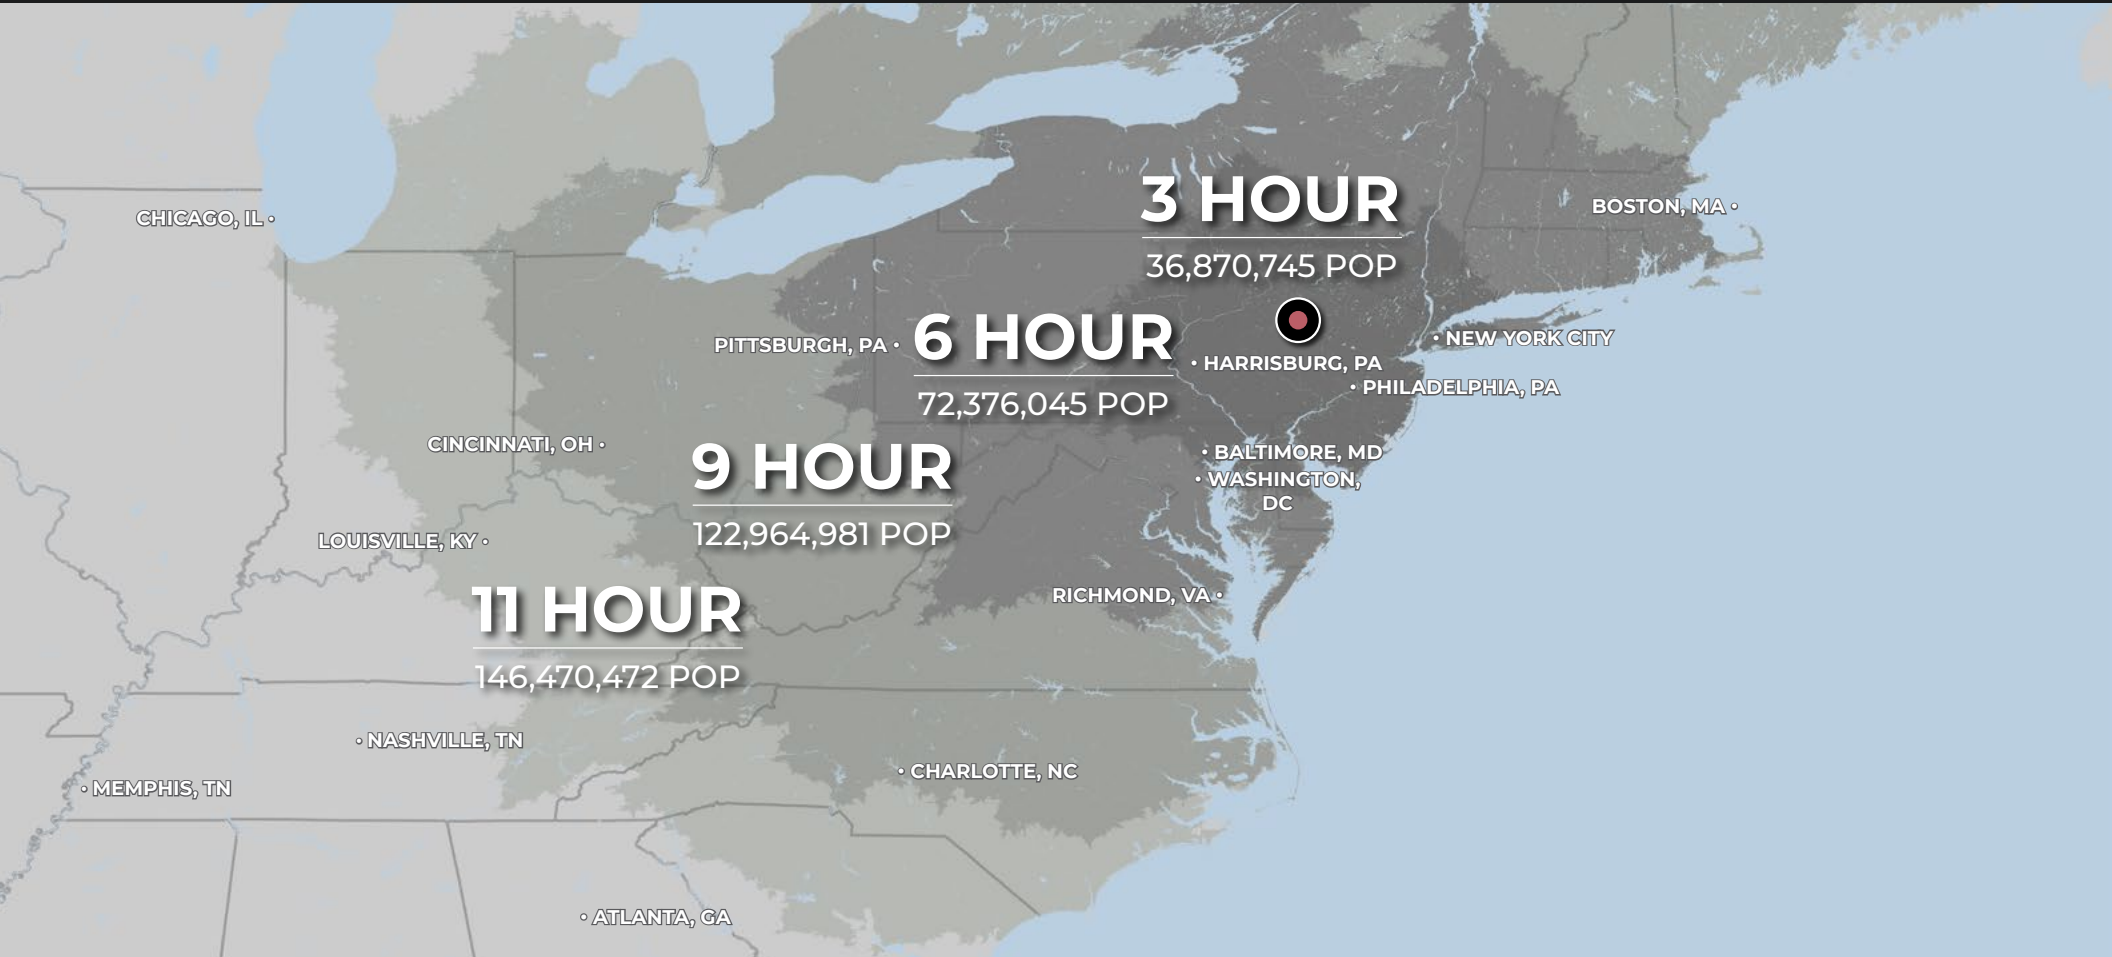 3 HOUR
36,870,745 POP
CHICAGO, IL
BOSTON, MA
6 HOUR
72,376,045 POP
PITTSBURGH, PA
NEW YORK CITY
HARRISBURG, PA
PHILADELPHIA, PA
9 HOUR
122,964,981 POP
CINCINNATI, OH
BALTIMORE, MD
WASHINGTON,
DC
LOUISVILLE, KY
11 HOUR
146,470,472 POP
RICHMOND, VA
NASHVILLE, TN
CHARLOTTE, NC
MEMPHIS, TN
ATLANTA, GA